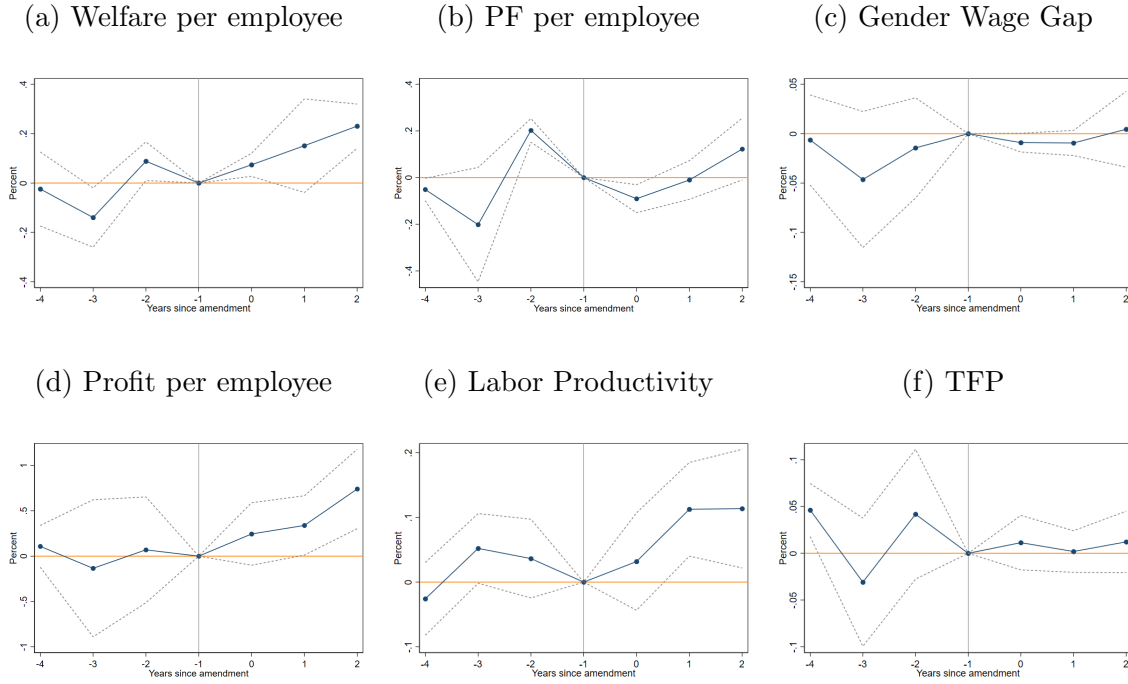 (a) Welfare per employee
(b) PF per employee
(c) Gender Wage Gap
Percent
.4
.2
0
-.2
-.4
-4 -3 -2 -1 0 1 2
Years since amendment
Percent
.4
.2
0
-.2
-.4
-4 -3 -2 -1 0 1 2
Years since amendment
Percent
.05
0
-.05
-.1
-.15
-4 -3 -2 -1 0 1 2
Years since amendment
(d) Profit per employee
(e) Labor Productivity
(f) TFP
Percent
1
.5
0
-.5
-1
-4 -3 -2 -1 0 1 2
Years since amendment
Percent
.2
.1
0
-.1
-4 -3 -2 -1 0 1 2
Years since amendment
Percent
.1
.05
0
-.05
-.1
-4 -3 -2 -1 0 1 2
Years since amendment